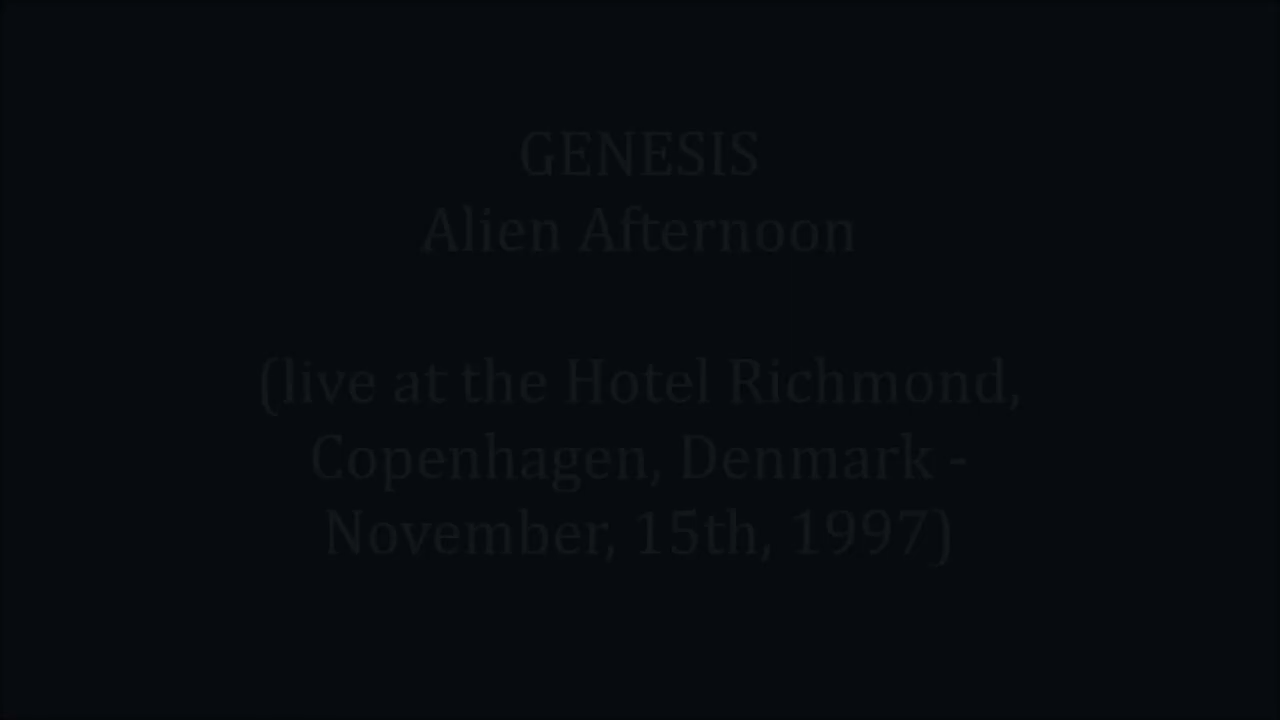 GENESIS
Alien Afternoon
(live at the Hotel Richmond,
Copenhagen, Denmark -
November, 15th, 1997)